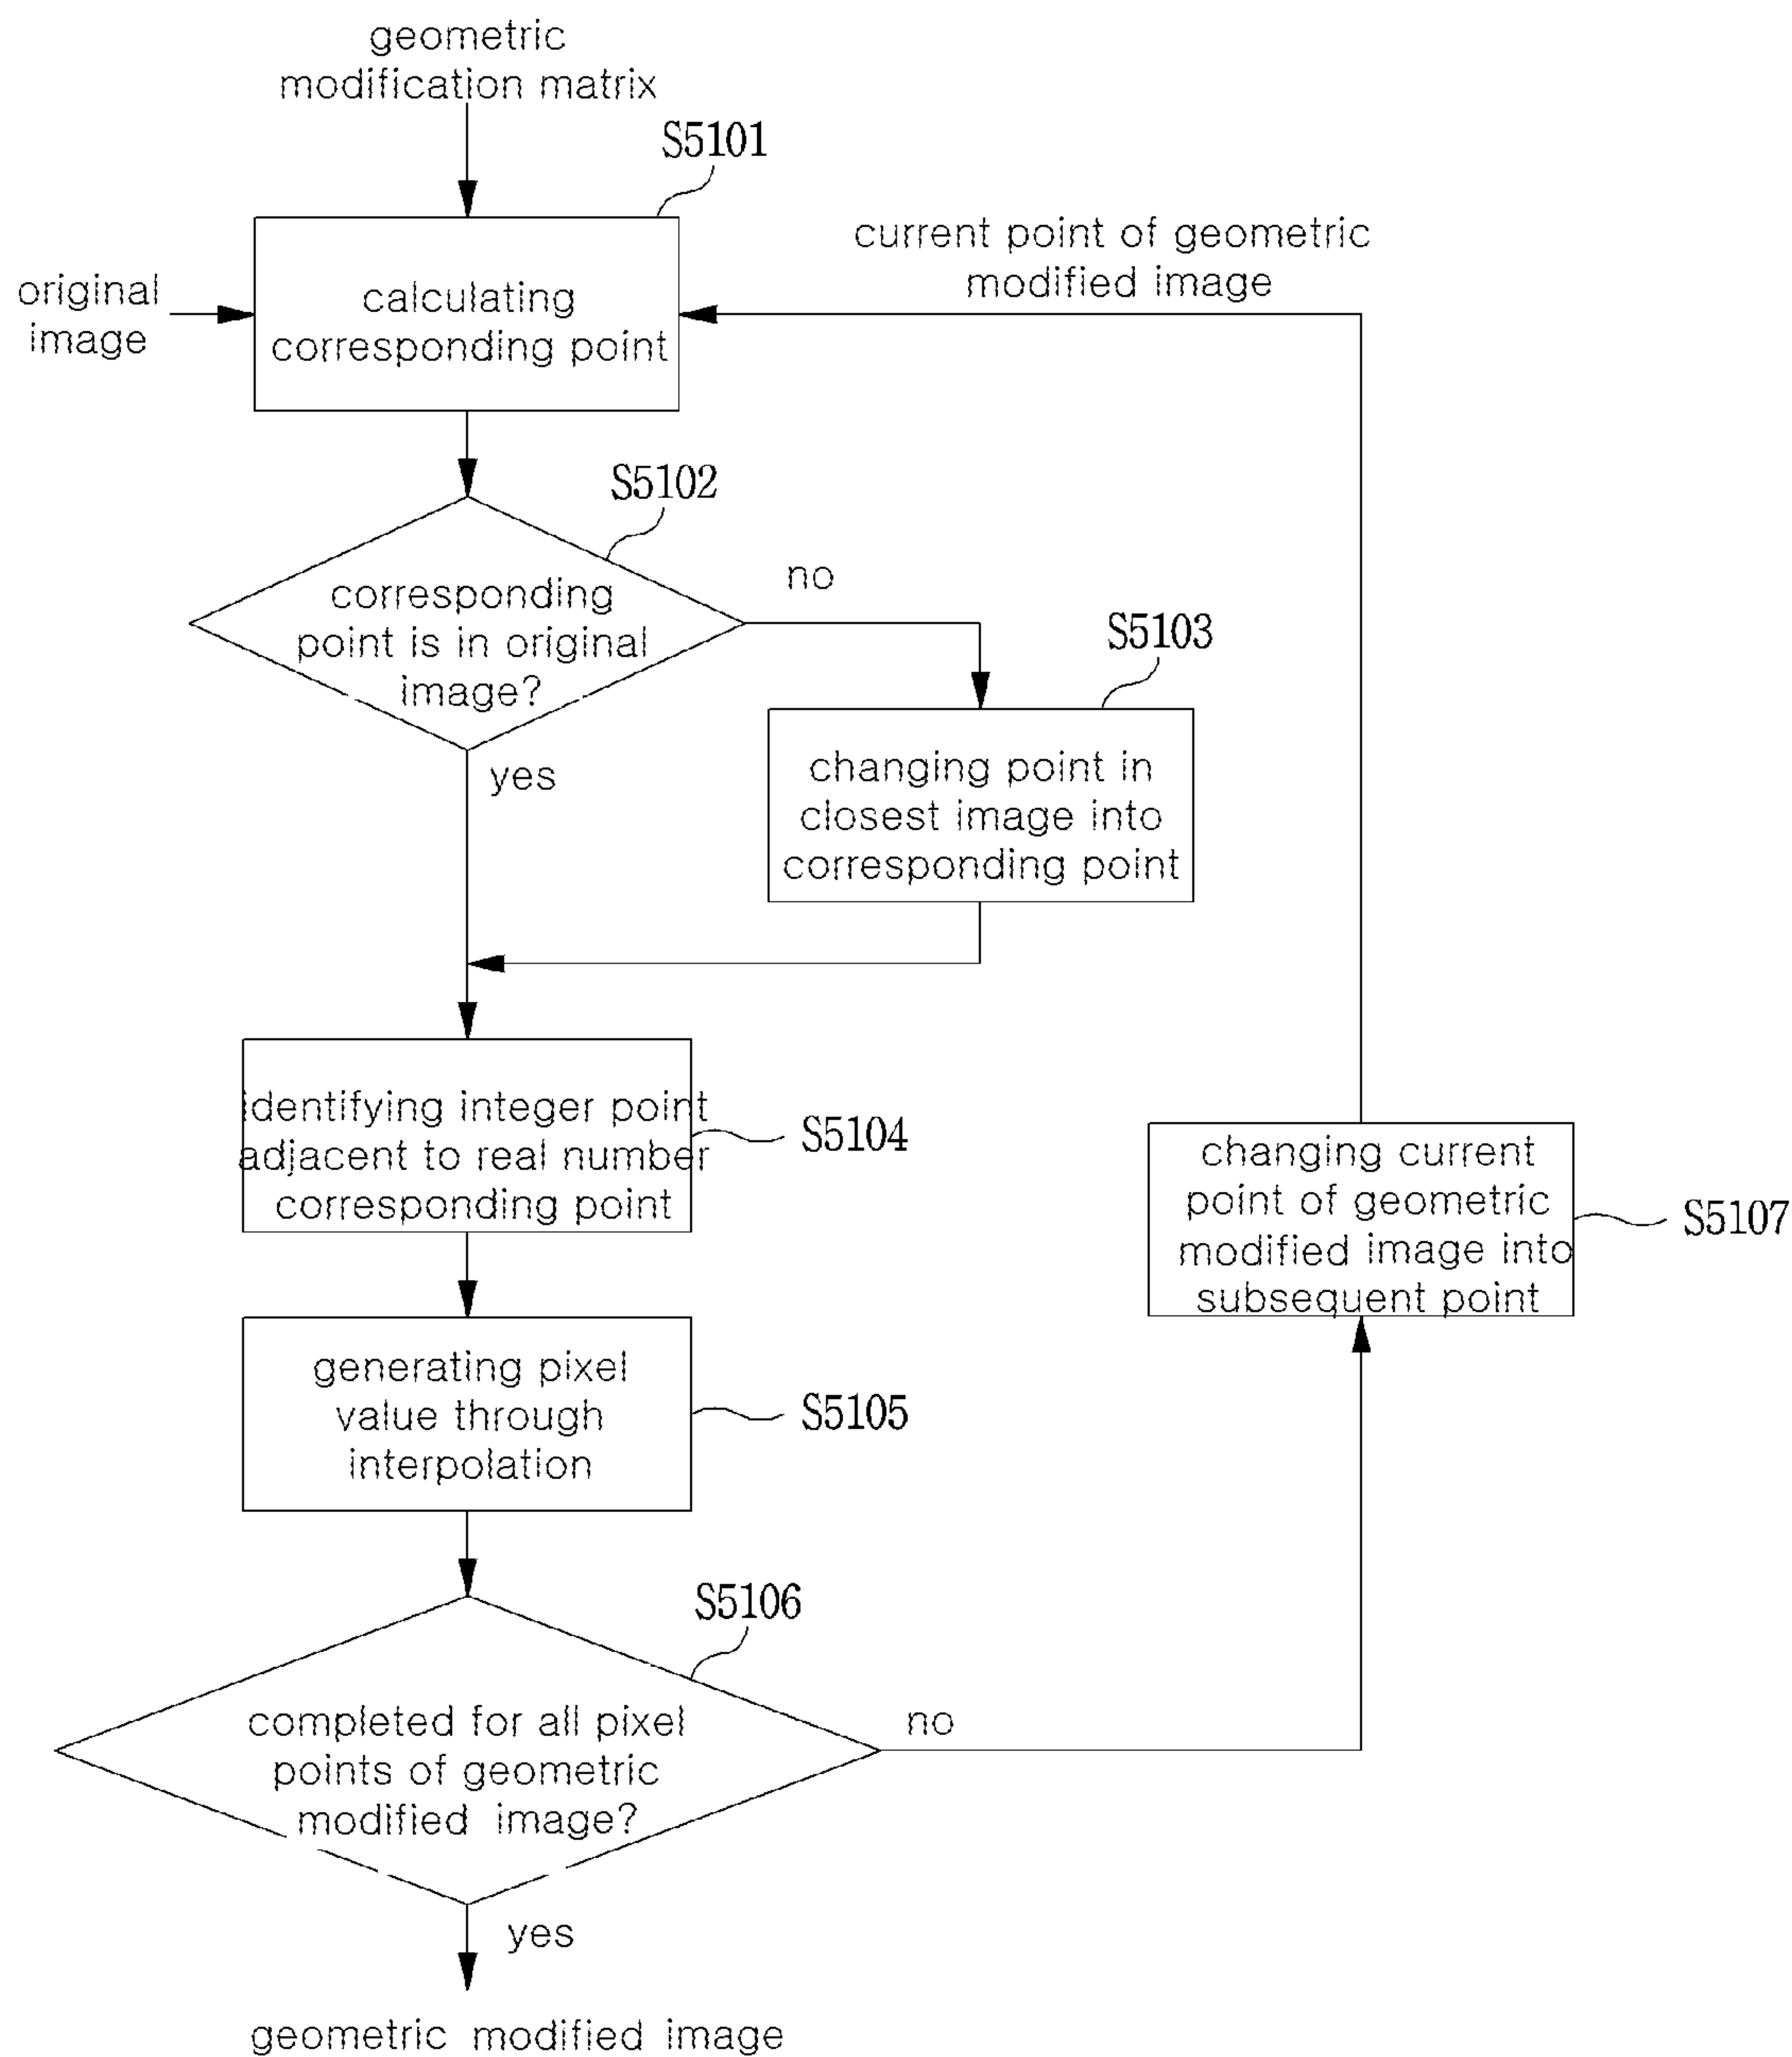 geometric
modification matrix
S5101
current point of geometric
modified image
original
image
calculating
corresponding point
S5102
no
corresponding
point is in original
image?
yes
S5103
changing point in
closest image into
corresponding point
identifying integer point
adjacent to real number
corresponding point
S5104
changing current
point of geometric
modified image into
subsequent point
S5107
generating pixel
value through
interpolation
S5105
S5106
completed for all pixel
points of geometric
modified image?
no
yes
geometric modified image